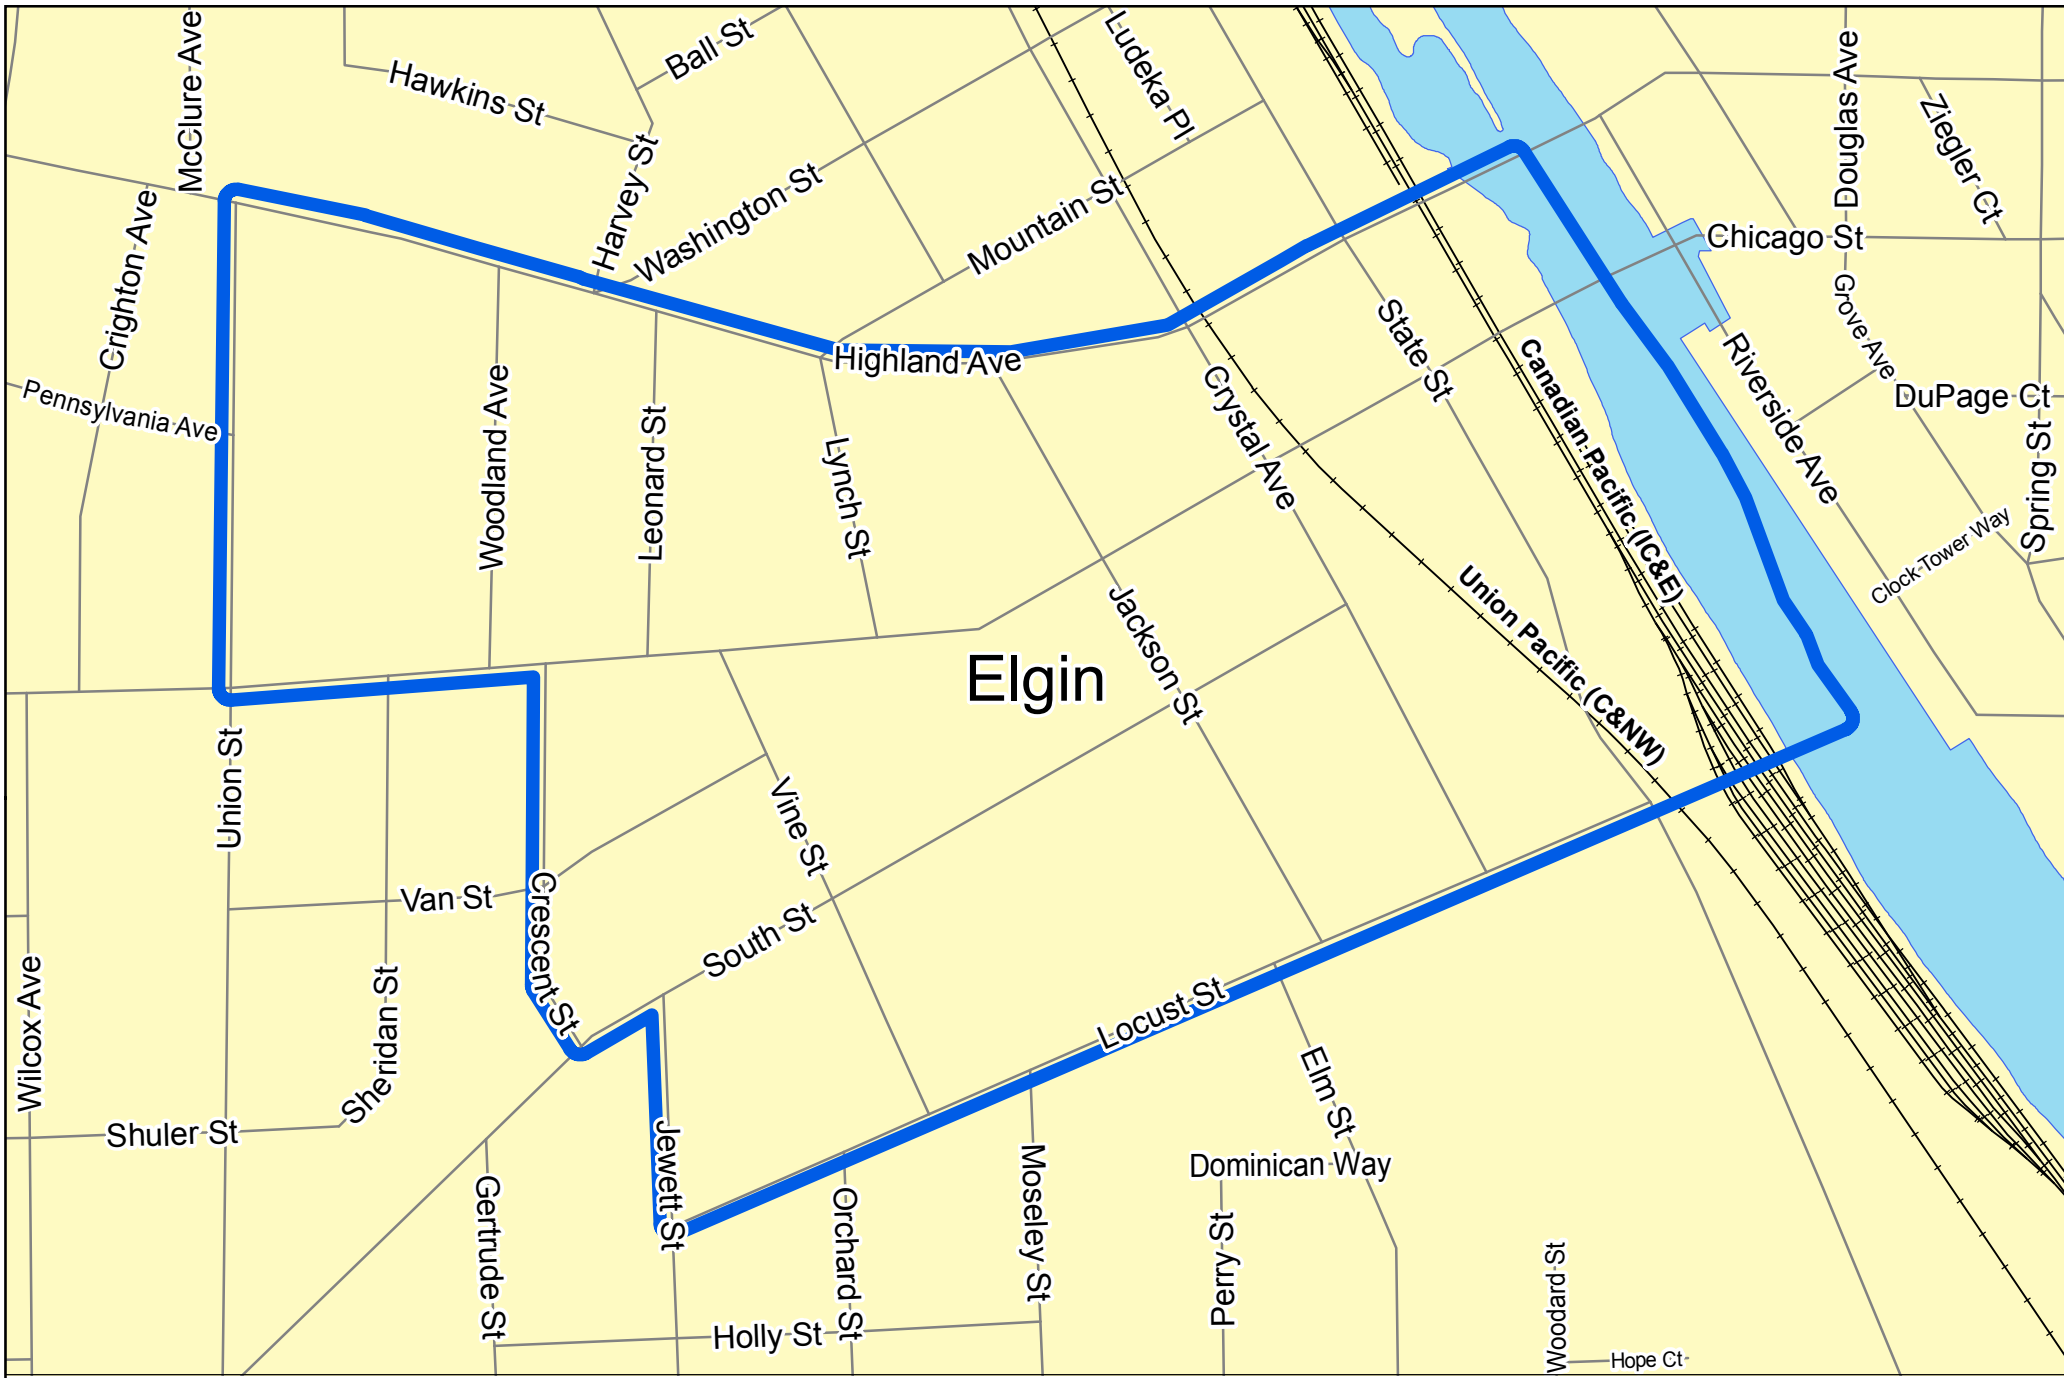 McClure Ave
Hawkins St
Ball St
Ludeka Pl
Douglas Ave
Ziegler Ct
Harvey St
Washington St
Mountain St
Crighton Ave
Chicago St
Grove Ave
Pennsylvania Ave
Highland Ave
State St
Riverside Ave
DuPage Ct
Spring St
Woodland Ave
Leonard St
Lynch St
Crystal Ave
Canadian Pacific (IC&E)
Clock Tower Way
Union Pacific (C&NW)
Jackson St
Elgin
Union St
Vine St
Van St
Crescent St
South St
Wilcox Ave
Sheridan St
Locust St
Shuler St
Elm St
Jewett St
Moseley St
Dominican Way
Gertrude St
Orchard St
Perry St
Woodard St
Holly St
Hope Ct